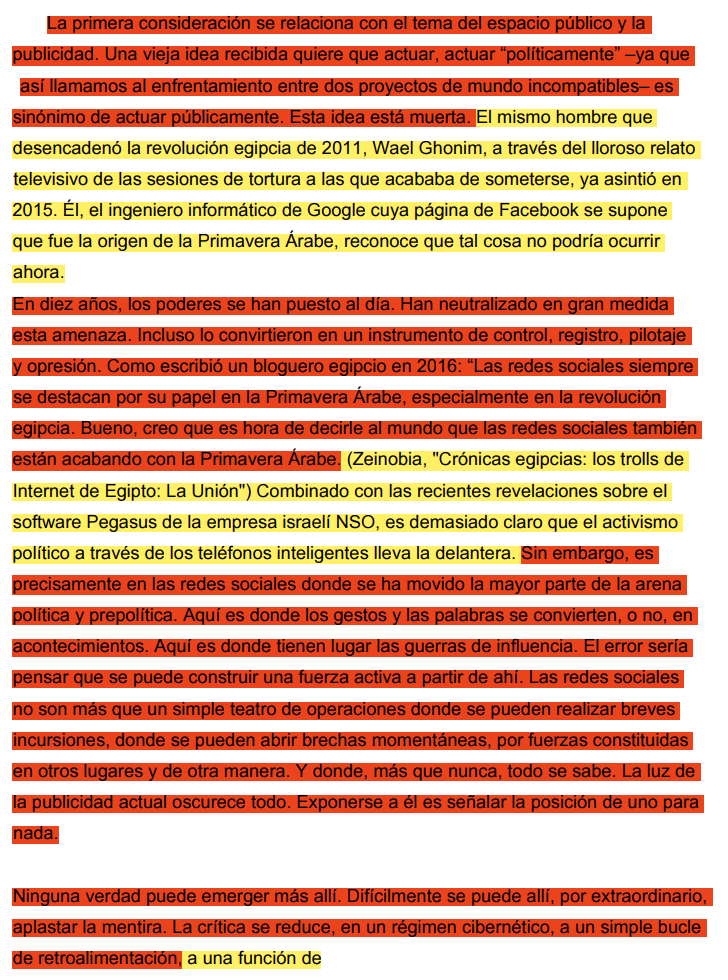 La primera consideración se relaciona con el tema del espacio público y la
publicidad. Una vieja idea recibida quiere que actuar, actuar “políticamente” –ya que
así llamamos al enfrentamiento entre dos proyectos de mundo incompatibles– es
sinónimo de actuar públicamente. Esta idea está muerta. El mismo hombre que
desencadenó la revolución egipcia de 2011, Wael Ghonim, a través del lloroso relato
televisivo de las sesiones de tortura a las que acababa de someterse, ya asintió en
2015. Él, el ingeniero informático de Google cuya página de Facebook se supone
que fue la origen de la Primavera Árabe, reconoce que tal cosa no podría ocurrir
ahora.
En diez años, los poderes se han puesto al día. Han neutralizado en gran medida
esta amenaza. Incluso lo convirtieron en un instrumento de control, registro, pilotaje
y opresión. Como escribió un bloguero egipcio en 2016: “Las redes sociales siempre
se destacan por su papel en la Primavera Árabe, especialmente en la revolución
egipcia. Bueno, creo que es hora de decirle al mundo que las redes sociales también
están acabando con la Primavera Árabe. (Zeinobia, "Crónicas egipcias: los trolls de
Internet de Egipto: La Unión") Combinado con las recientes revelaciones sobre el
software Pegasus de la empresa israelí NSO, es demasiado claro que el activismo
político a través de los teléfonos inteligentes lleva la delantera. Sin embargo, es
precisamente en las redes sociales donde se ha movido la mayor parte de la arena
política y prepolítica. Aquí es donde los gestos y las palabras se convierten, o no, en
acontecimientos. Aquí es donde tienen lugar las guerras de influencia. El error sería
pensar que se puede construir una fuerza activa a partir de ahí. Las redes sociales
no son más que un simple teatro de operaciones donde se pueden realizar breves
incursiones, donde se pueden abrir brechas momentáneas, por fuerzas constituidas
en otros lugares y de otra manera. Y donde, más que nunca, todo se sabe. La luz de
la publicidad actual oscurece todo. Exponerse a él es señalar la posición de uno para
nada.
Ninguna verdad puede emerger más allí. Difícilmente se puede allí, por extraordinario,
aplastar la mentira. La crítica se reduce, en un régimen cibernético, a un simple bucle
de retroalimentación, a una función de